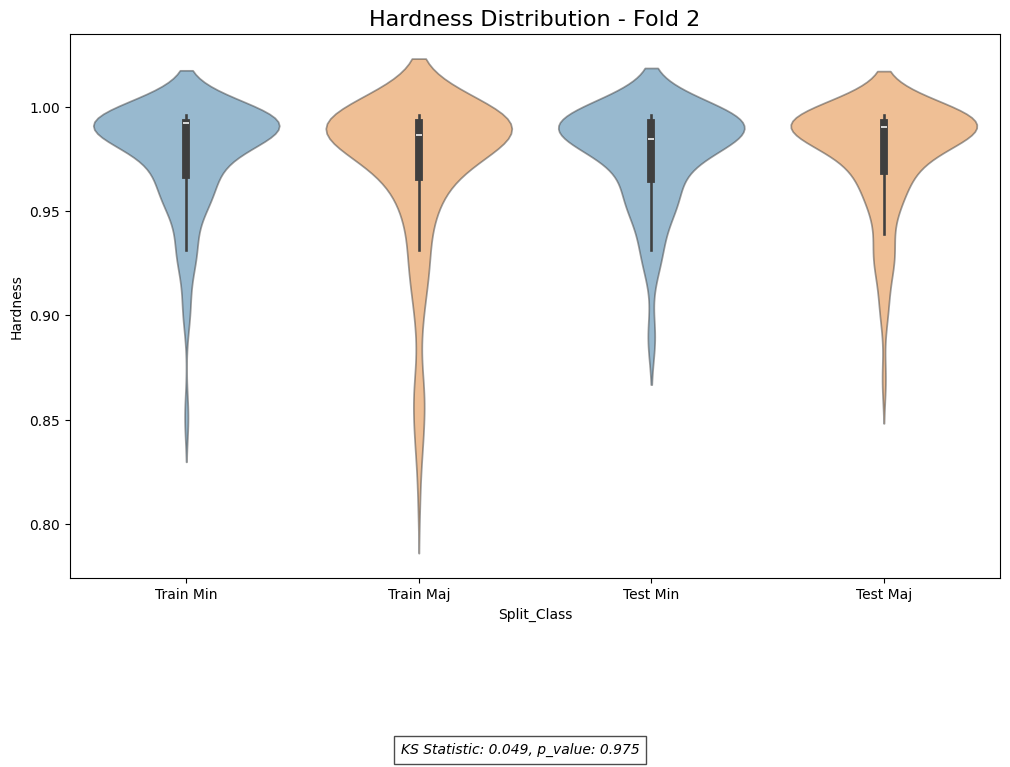 Hardness Distribution - Fold 2
Hardness
1.00
0.95
0.90
0.85
0.80
Train Min
Train Maj
Test Min
Test Maj
Split_Class
KS Statistic: 0.049, p_value: 0.975